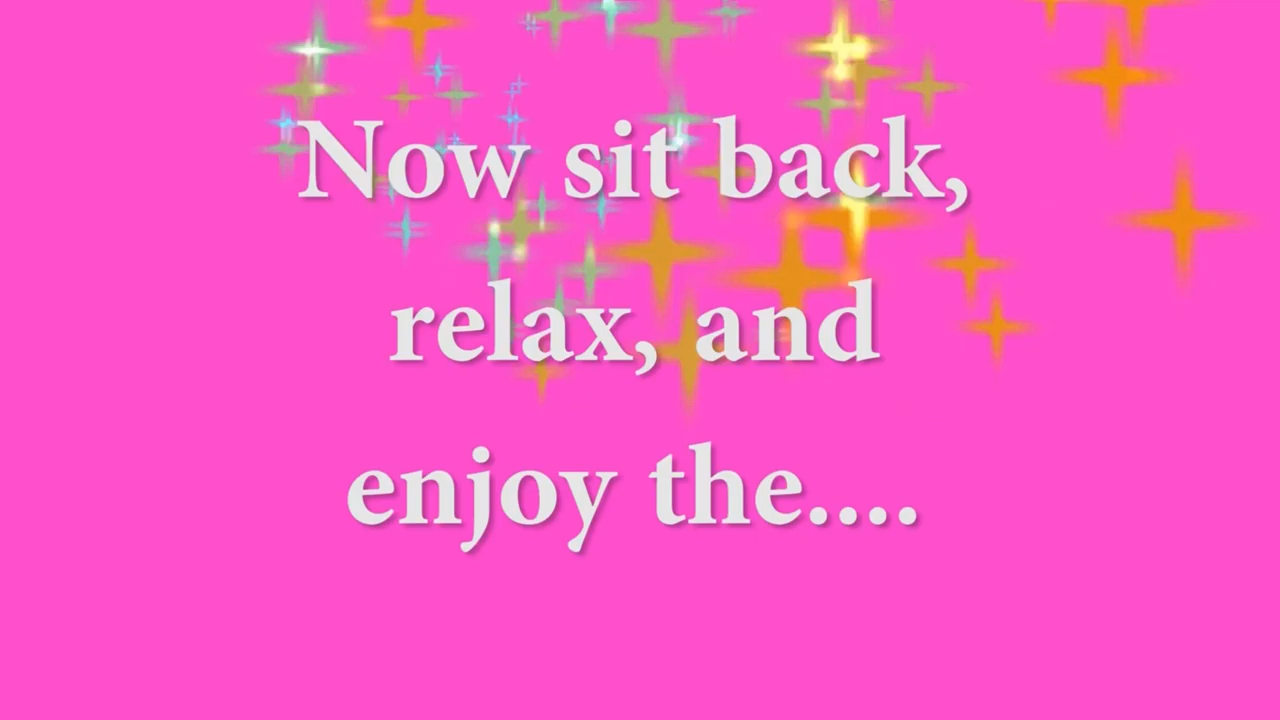 Now sit back,
relax, and
enjoy the....